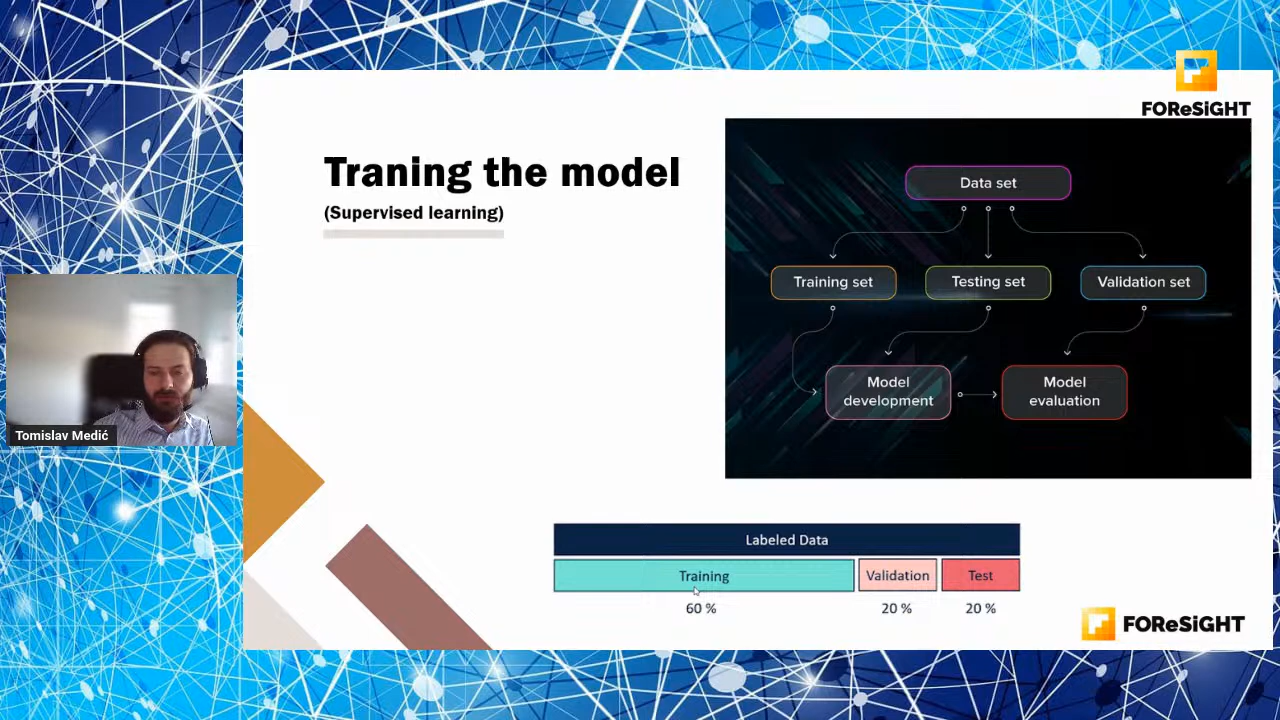 FOReSiGHT
Traning the model
(Supervised learning)
Data set
Training set
Testing set
Validation set
Model
development
Model
evaluation
Tomislav Medić
Labeled Data
Training
Validation
Test
60 %
20 %
20 %
FOReSiGHT